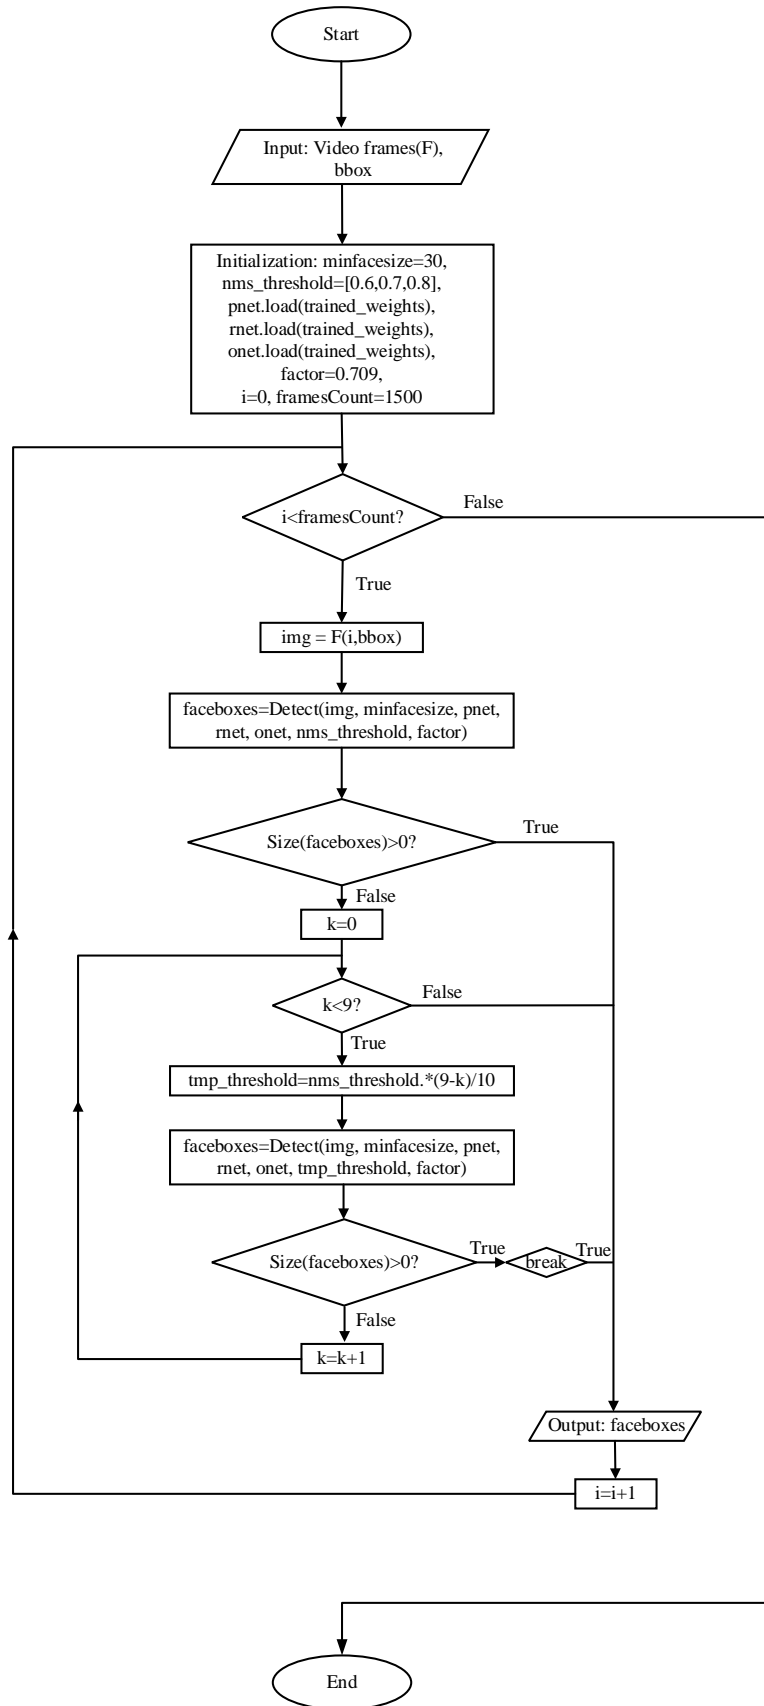 Start
Input: Video frames(F),
bbox
Initialization: minfacesize=30,
nms_threshold=[0.6,0.7,0.8],
pnet.load(trained_weights),
rnet.load(trained_weights),
onet.load(trained_weights),
factor=0.709,
i=0, framesCount=1500
i<framesCount?
False
True
img = F(i,bbox)
faceboxes=Detect(img, minfacesize, pnet,
rnet, onet, nms_threshold, factor)
Size(faceboxes)>0?
True
False
k=0
k<9?
False
True
tmp_threshold=nms_threshold.*(9-k)/10
faceboxes=Detect(img, minfacesize, pnet,
rnet, onet, tmp_threshold, factor)
Size(faceboxes)>0?
True
break
True
False
k=k+1
Output: faceboxes
i=i+1
End